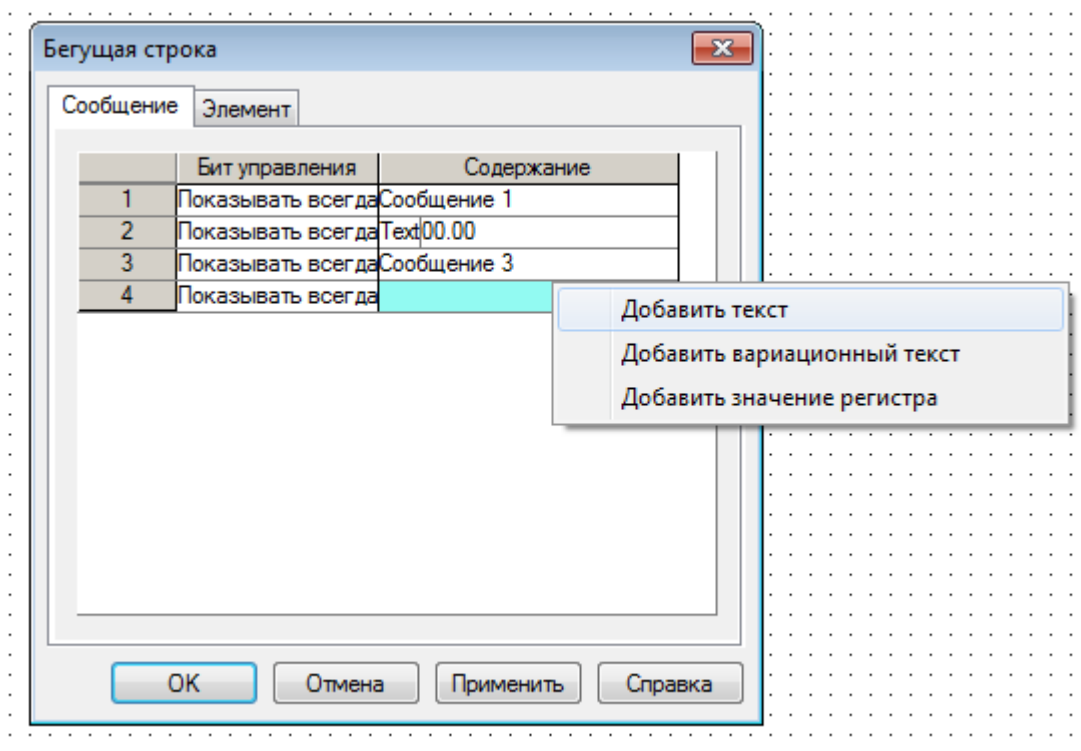 Бегущая строка
Сообщение Элемент
Бит управления Содержание
1 Показывать всегда Сообщение 1
2 Показывать всегда Text 00.00
3 Показывать всегда Сообщение 3
4 Показывать всегда
Добавить текст
Добавить вариационный текст
Добавить значение регистра
OK Отмена Применить Справка